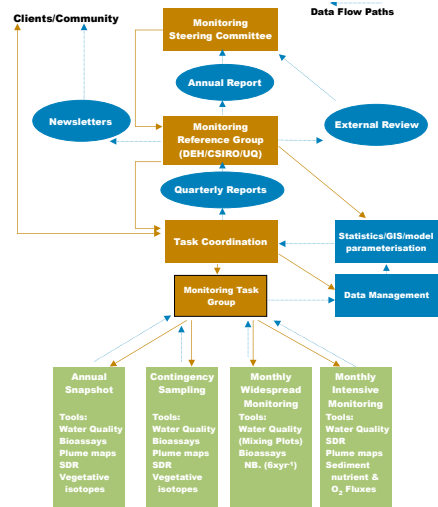 Clients/Community
Data Flow Paths
Monitoring
Steering Committee
Annual Report
Newsletters
Monitoring
Reference Group
(DEH/CSIRO/UQ)
External Review
Quarterly Reports
Task Coordination
Statistics/GIS/model
parameterisation
Monitoring Task
Group
Data Management
Annual
Snapshot
Tools:
Water Quality
Bioassays
Plume maps
SDR
Vegetative
isotopes
Contingency
Sampling
Tools:
Water Quality
Bioassays
Plume maps
SDR
Vegetative
isotopes
Monthly
Widespread
Monitoring
Tools:
Water Quality
(Mixing Plots)
Bioassays
NB. (6xyr⁻¹)
Monthly
Intensive
Monitoring
Tools:
Water Quality
SDR
Plume maps
Sediment
nutrient &
O₂ Fluxes